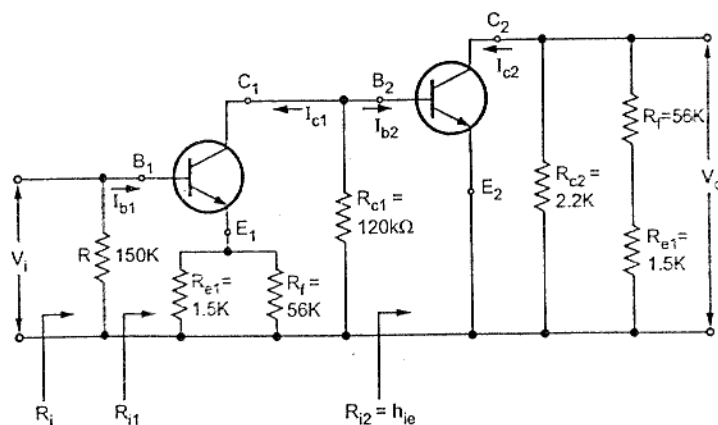 C2
Ic2
C1
B2
Ic1
Ib2
Rf=56K
B1
Ib1
E1
E2
Rc1=
120kΩ
Rc2=
2.2K
Vo
Vi
R
150K
Re1=
1.5K
Rf=
56K
Re1=
1.5K
Ri
Ri1
Ri2 = hie